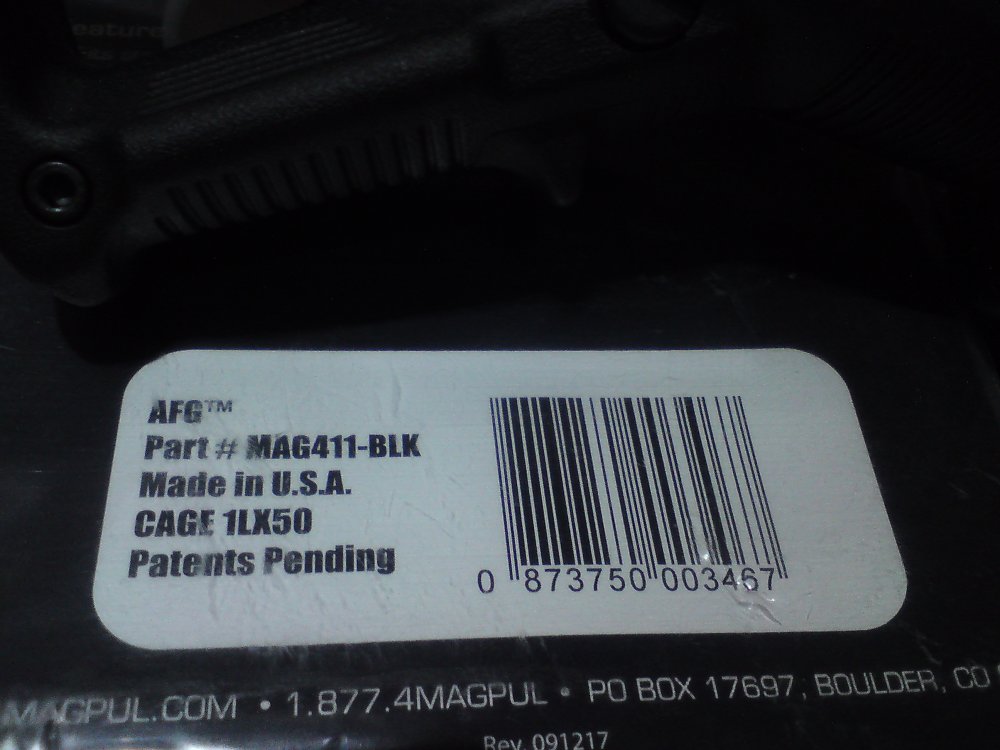 eature
AFG™
Part # MAG411-BLK
Made in U.S.A.
CAGE 1LX50
Patents Pending
0 873750 003467
MAGPUL.COM • 1.877.4MAGPUL • PO BOX 17697, BOULDER, CO
Rev. 091217